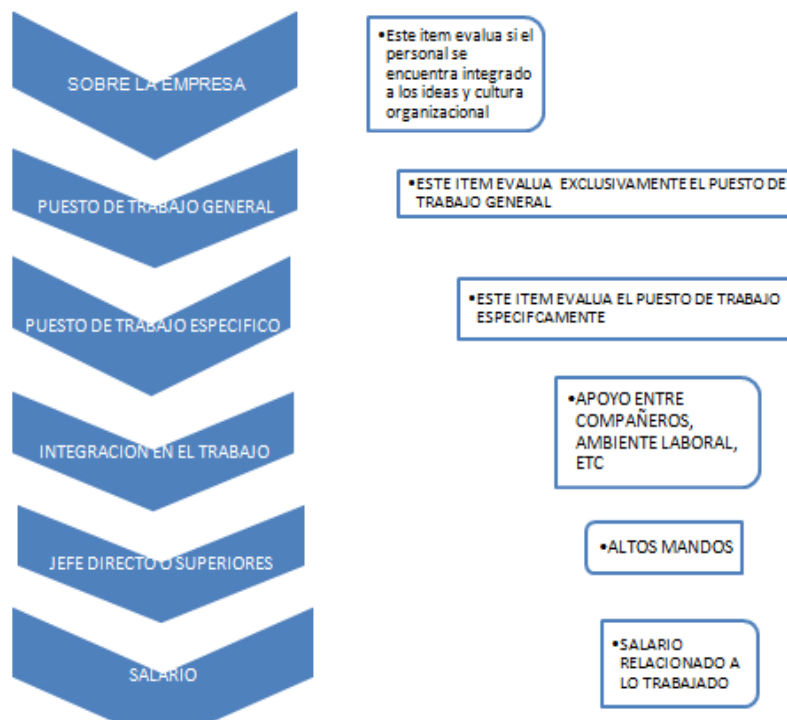 SOBRE LA EMPRESA
•Este item evalua si el
personal se
encuentra integrado
a los ideas y cultura
organizacional
PUESTO DE TRABAJO GENERAL
•ESTE ITEM EVALUA EXCLUSIVAMENTE EL PUESTO DE
TRABAJO GENERAL
PUESTO DE TRABAJO ESPECIFICO
•ESTE ITEM EVALUA EL PUESTO DE TRABAJO
ESPECIFCAMENTE
INTEGRACION EN EL TRABAJO
•APOYO ENTRE
COMPAÑEROS,
AMBIENTE LABORAL,
ETC
JEFE DIRECTO O SUPERIORES
•ALTOS MANDOS
SALARIO
•SALARIO
RELACIONADO A
LO TRABAJADO